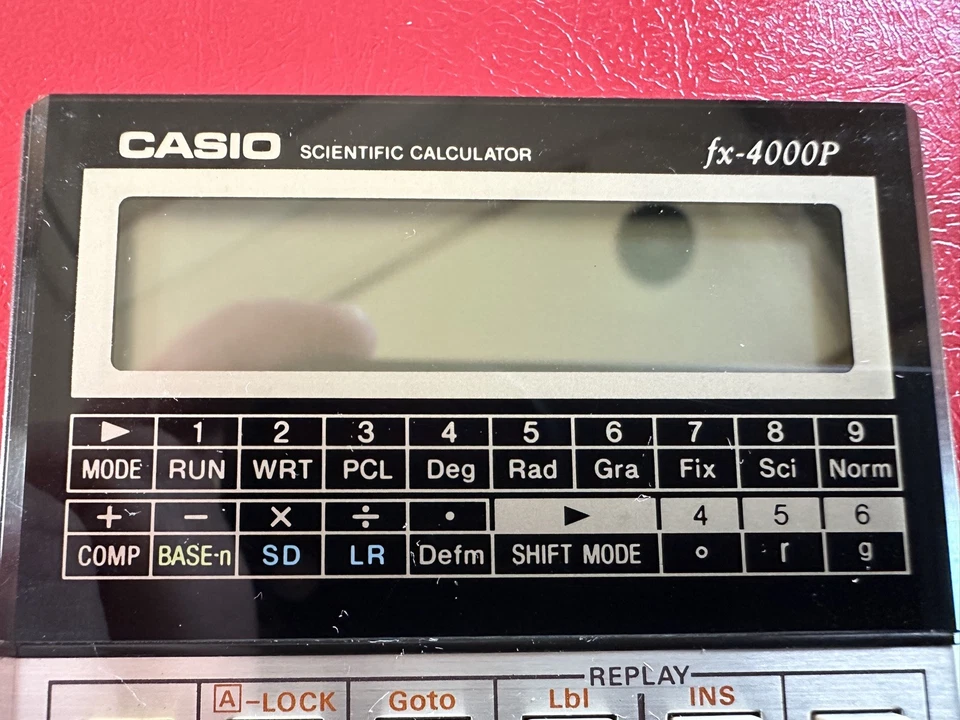 CASIO SCIENTIFIC CALCULATOR fx-4000P
▶ 1 2 3 4 5 6 7 8 9
MODE RUN WRT PCL Deg Rad Gra Fix Sci Norm
+ − × ÷ • ▶ 4 5 6
COMP BASE-n SD LR Defm SHIFT MODE ° r g
REPLAY
A-LOCK Goto Lbl INS